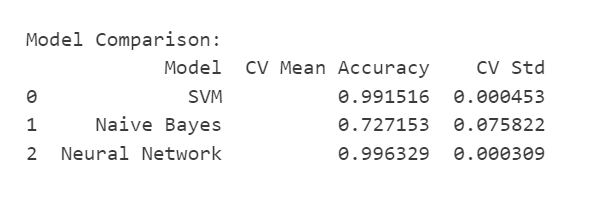 Model Comparison:
Model CV Mean Accuracy CV Std
0 SVM 0.991516 0.000453
1 Naive Bayes 0.727153 0.075822
2 Neural Network 0.996329 0.000309